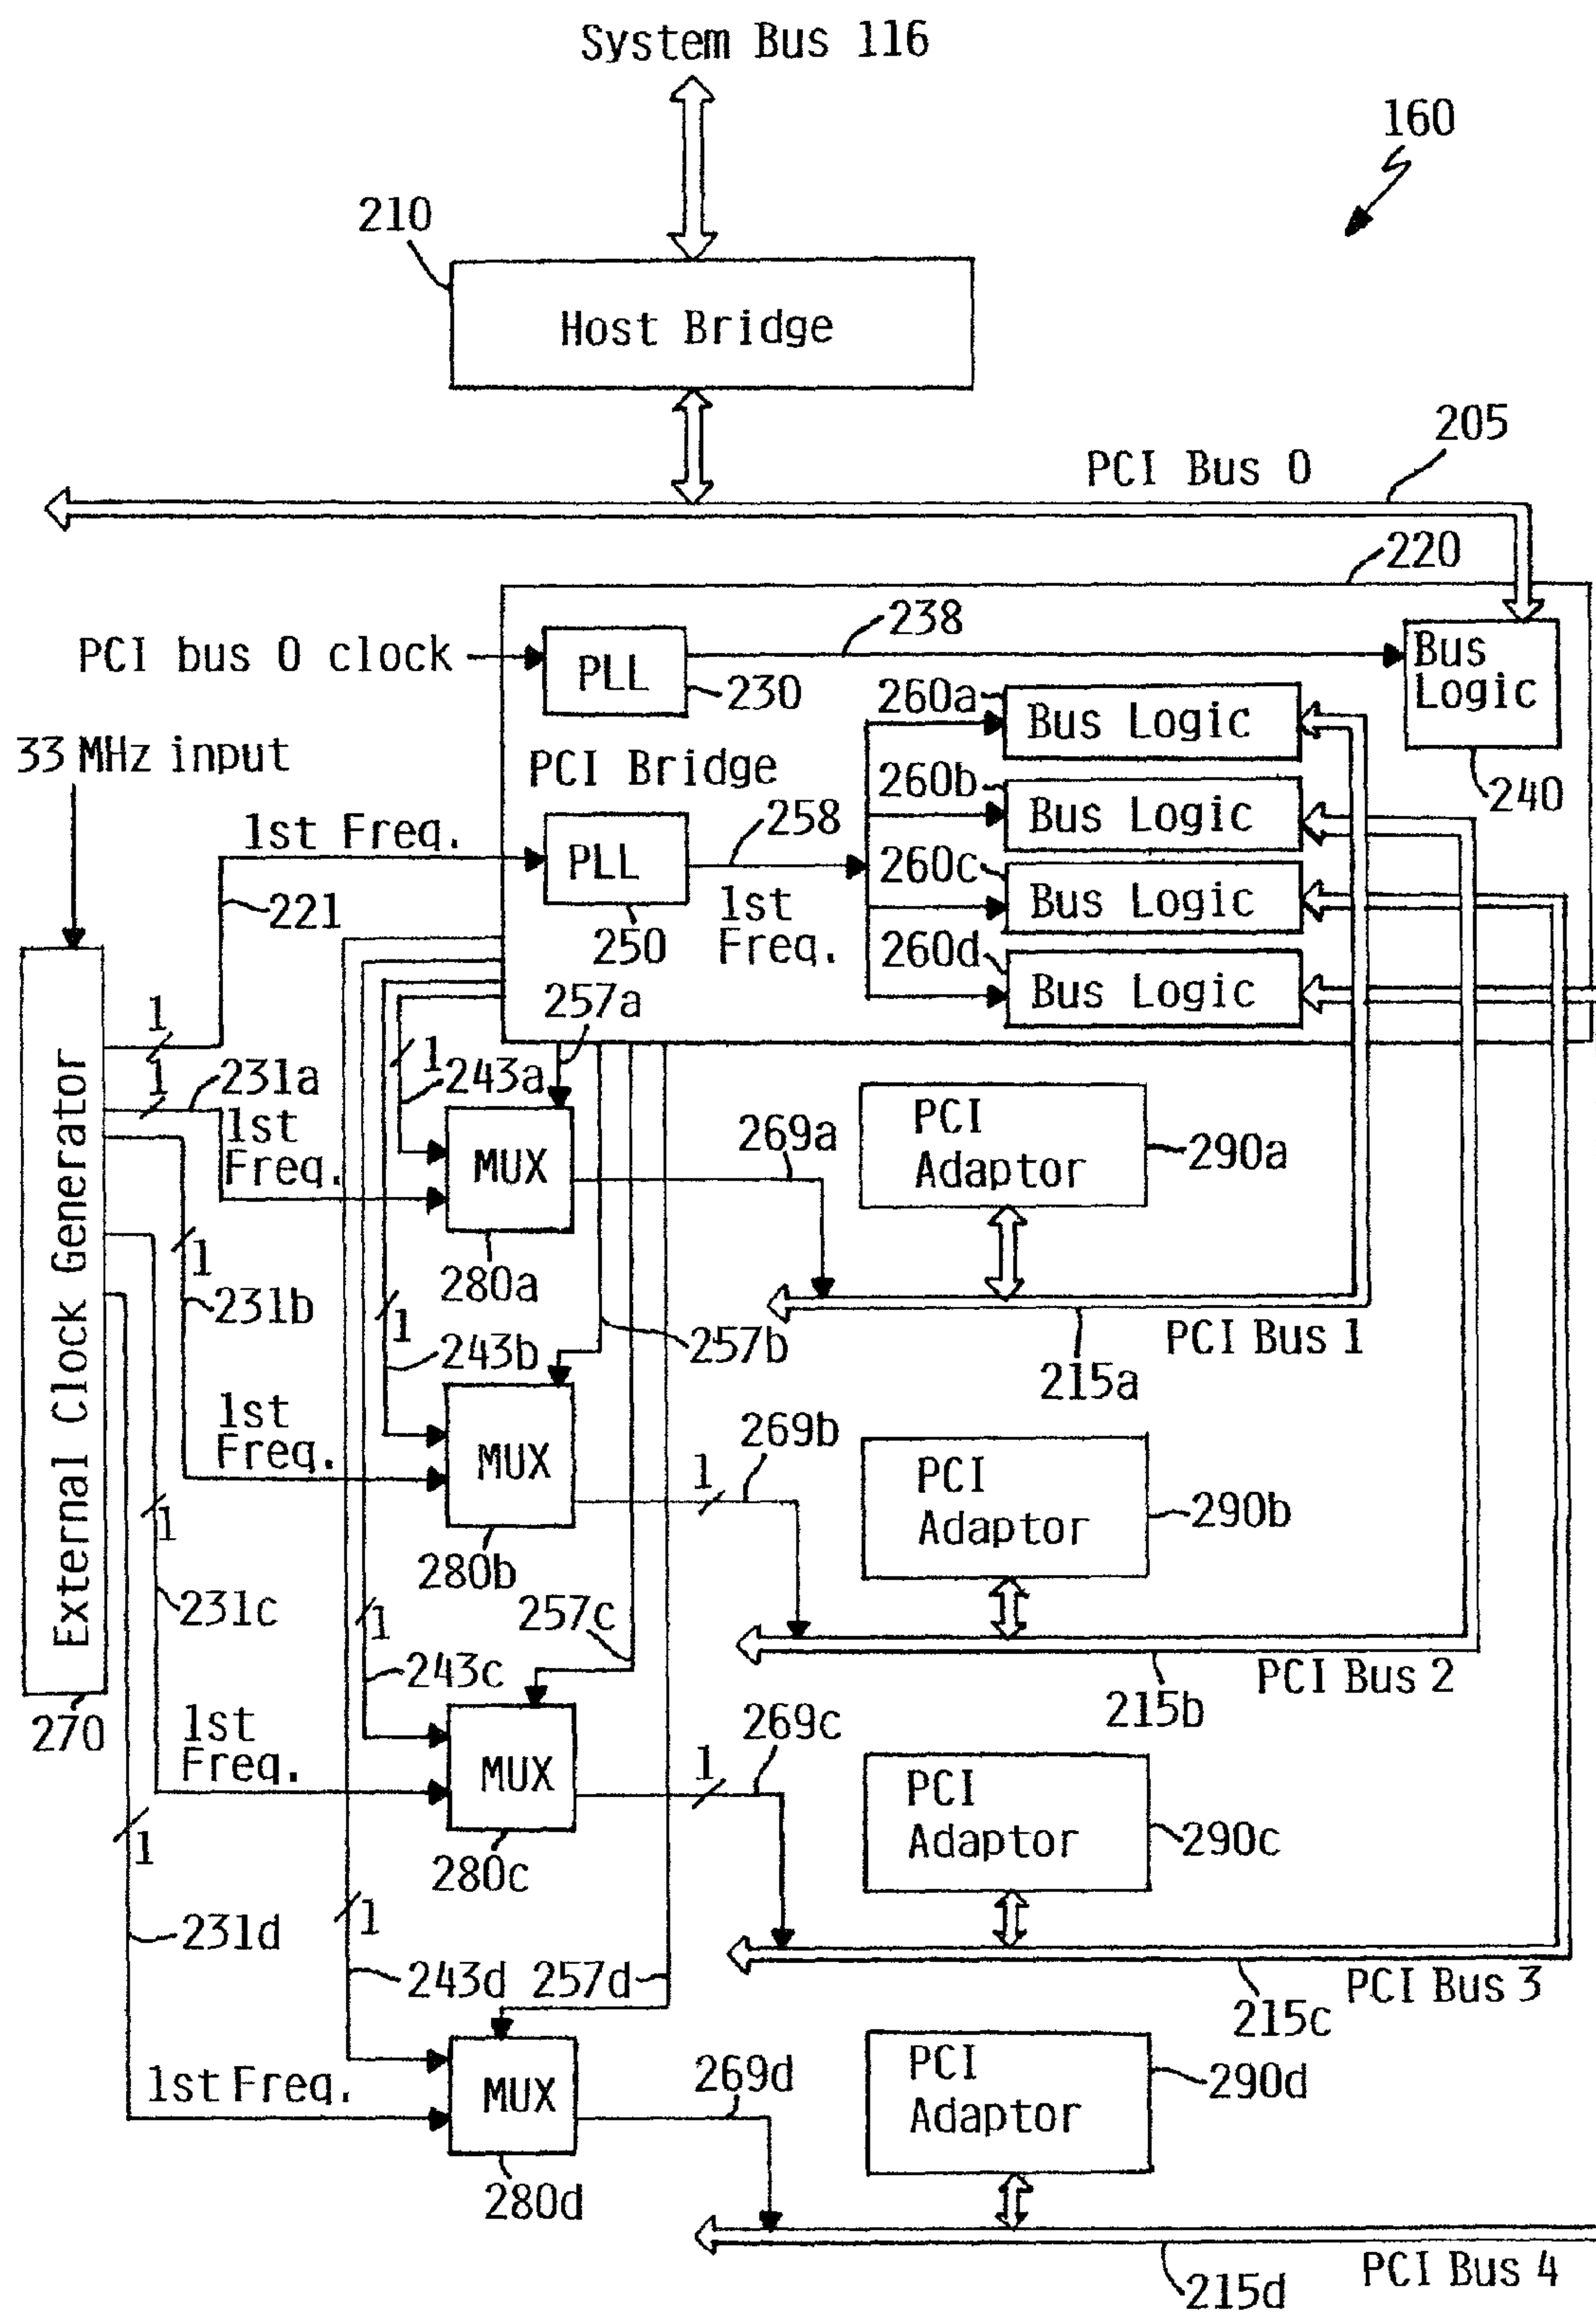 System Bus 116
160
210
Host Bridge
205
PCI Bus 0
220
238
PCI bus 0 clock
PLL
230
Bus
Logic
240
260a
Bus Logic
33 MHz input
PCI Bridge
260b
Bus Logic
1st Freq.
258
PLL
260c
Bus Logic
221
250
1st
Freq.
260d
Bus Logic
257a
1
1
243a
1
231a
1st
Freq.
MUX
269a
PCI
Adaptor
290a
External Clock Generator
1
280a
231b
1
243b
257b
PCI Bus 1
215a
1st
Freq.
MUX
1
269b
PCI
Adaptor
290b
1
280b
231c
1
257c
243c
PCI Bus 2
215b
270
1st
Freq.
MUX
1
269c
PCI
Adaptor
290c
1
280c
1
231d
243d
257d
PCI Bus 3
215c
1st Freq.
MUX
269d
PCI
Adaptor
290d
280d
PCI Bus 4
215d